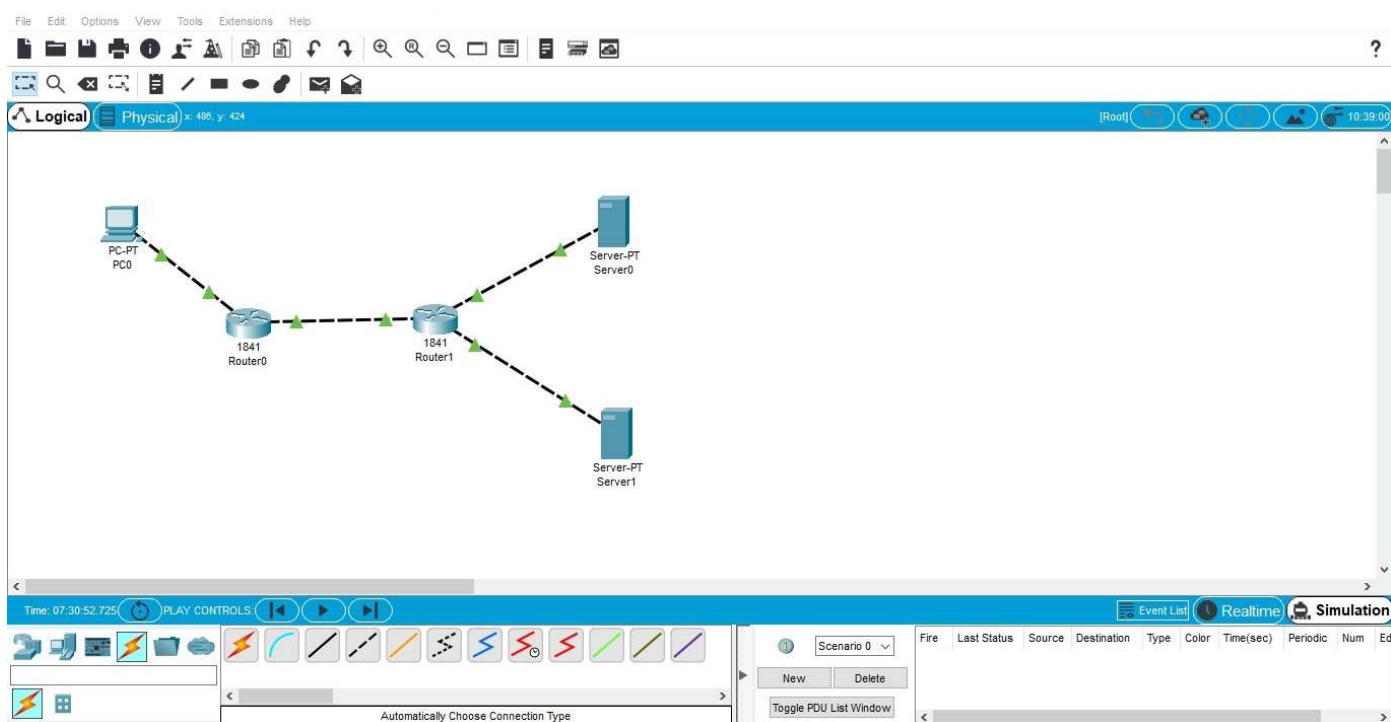 File Edit Options View Tools Extensions Help
?
Logical Physical x: 486, y: 424 [Root] 10:39:00
PC-PT
PC0
Server-PT
Server0
1841
Router0
1841
Router1
Server-PT
Server1
Time: 07:30:52.725 PLAY CONTROLS: Event List Realtime Simulation
Scenario 0
New Delete
Toggle PDU List Window
Fire Last Status Source Destination Type Color Time(sec) Periodic Num Ed
Automatically Choose Connection Type